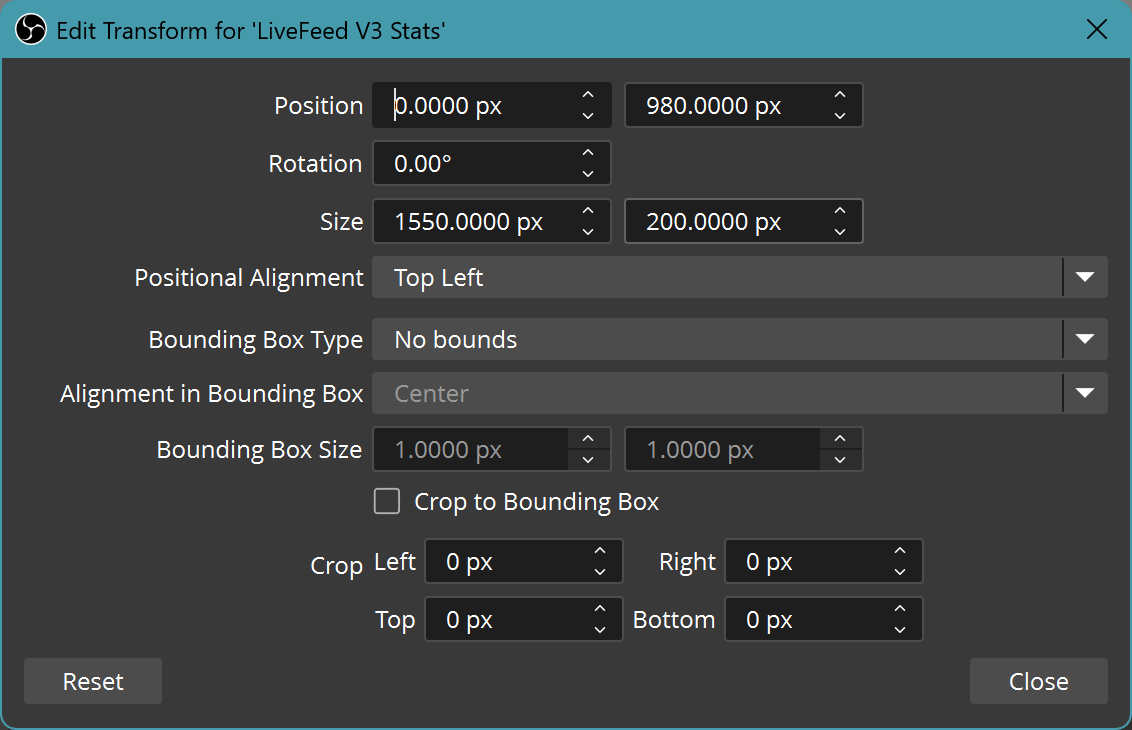 Edit Transform for 'LiveFeed V3 Stats'
Position 0.0000 px 980.0000 px
Rotation 0.00°
Size 1550.0000 px 200.0000 px
Positional Alignment Top Left
Bounding Box Type No bounds
Alignment in Bounding Box Center
Bounding Box Size 1.0000 px 1.0000 px
Crop to Bounding Box
Crop Left 0 px Right 0 px
Top 0 px Bottom 0 px
Reset Close